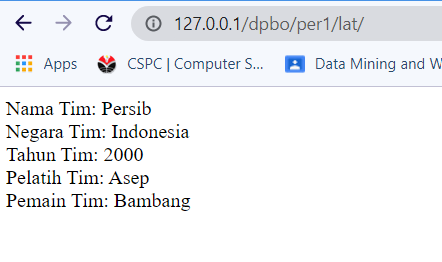 127.0.0.1/dpbo/per1/lat/
Apps CSPC | Computer S... Data Mining and W
Nama Tim: Persib
Negara Tim: Indonesia
Tahun Tim: 2000
Pelatih Tim: Asep
Pemain Tim: Bambang